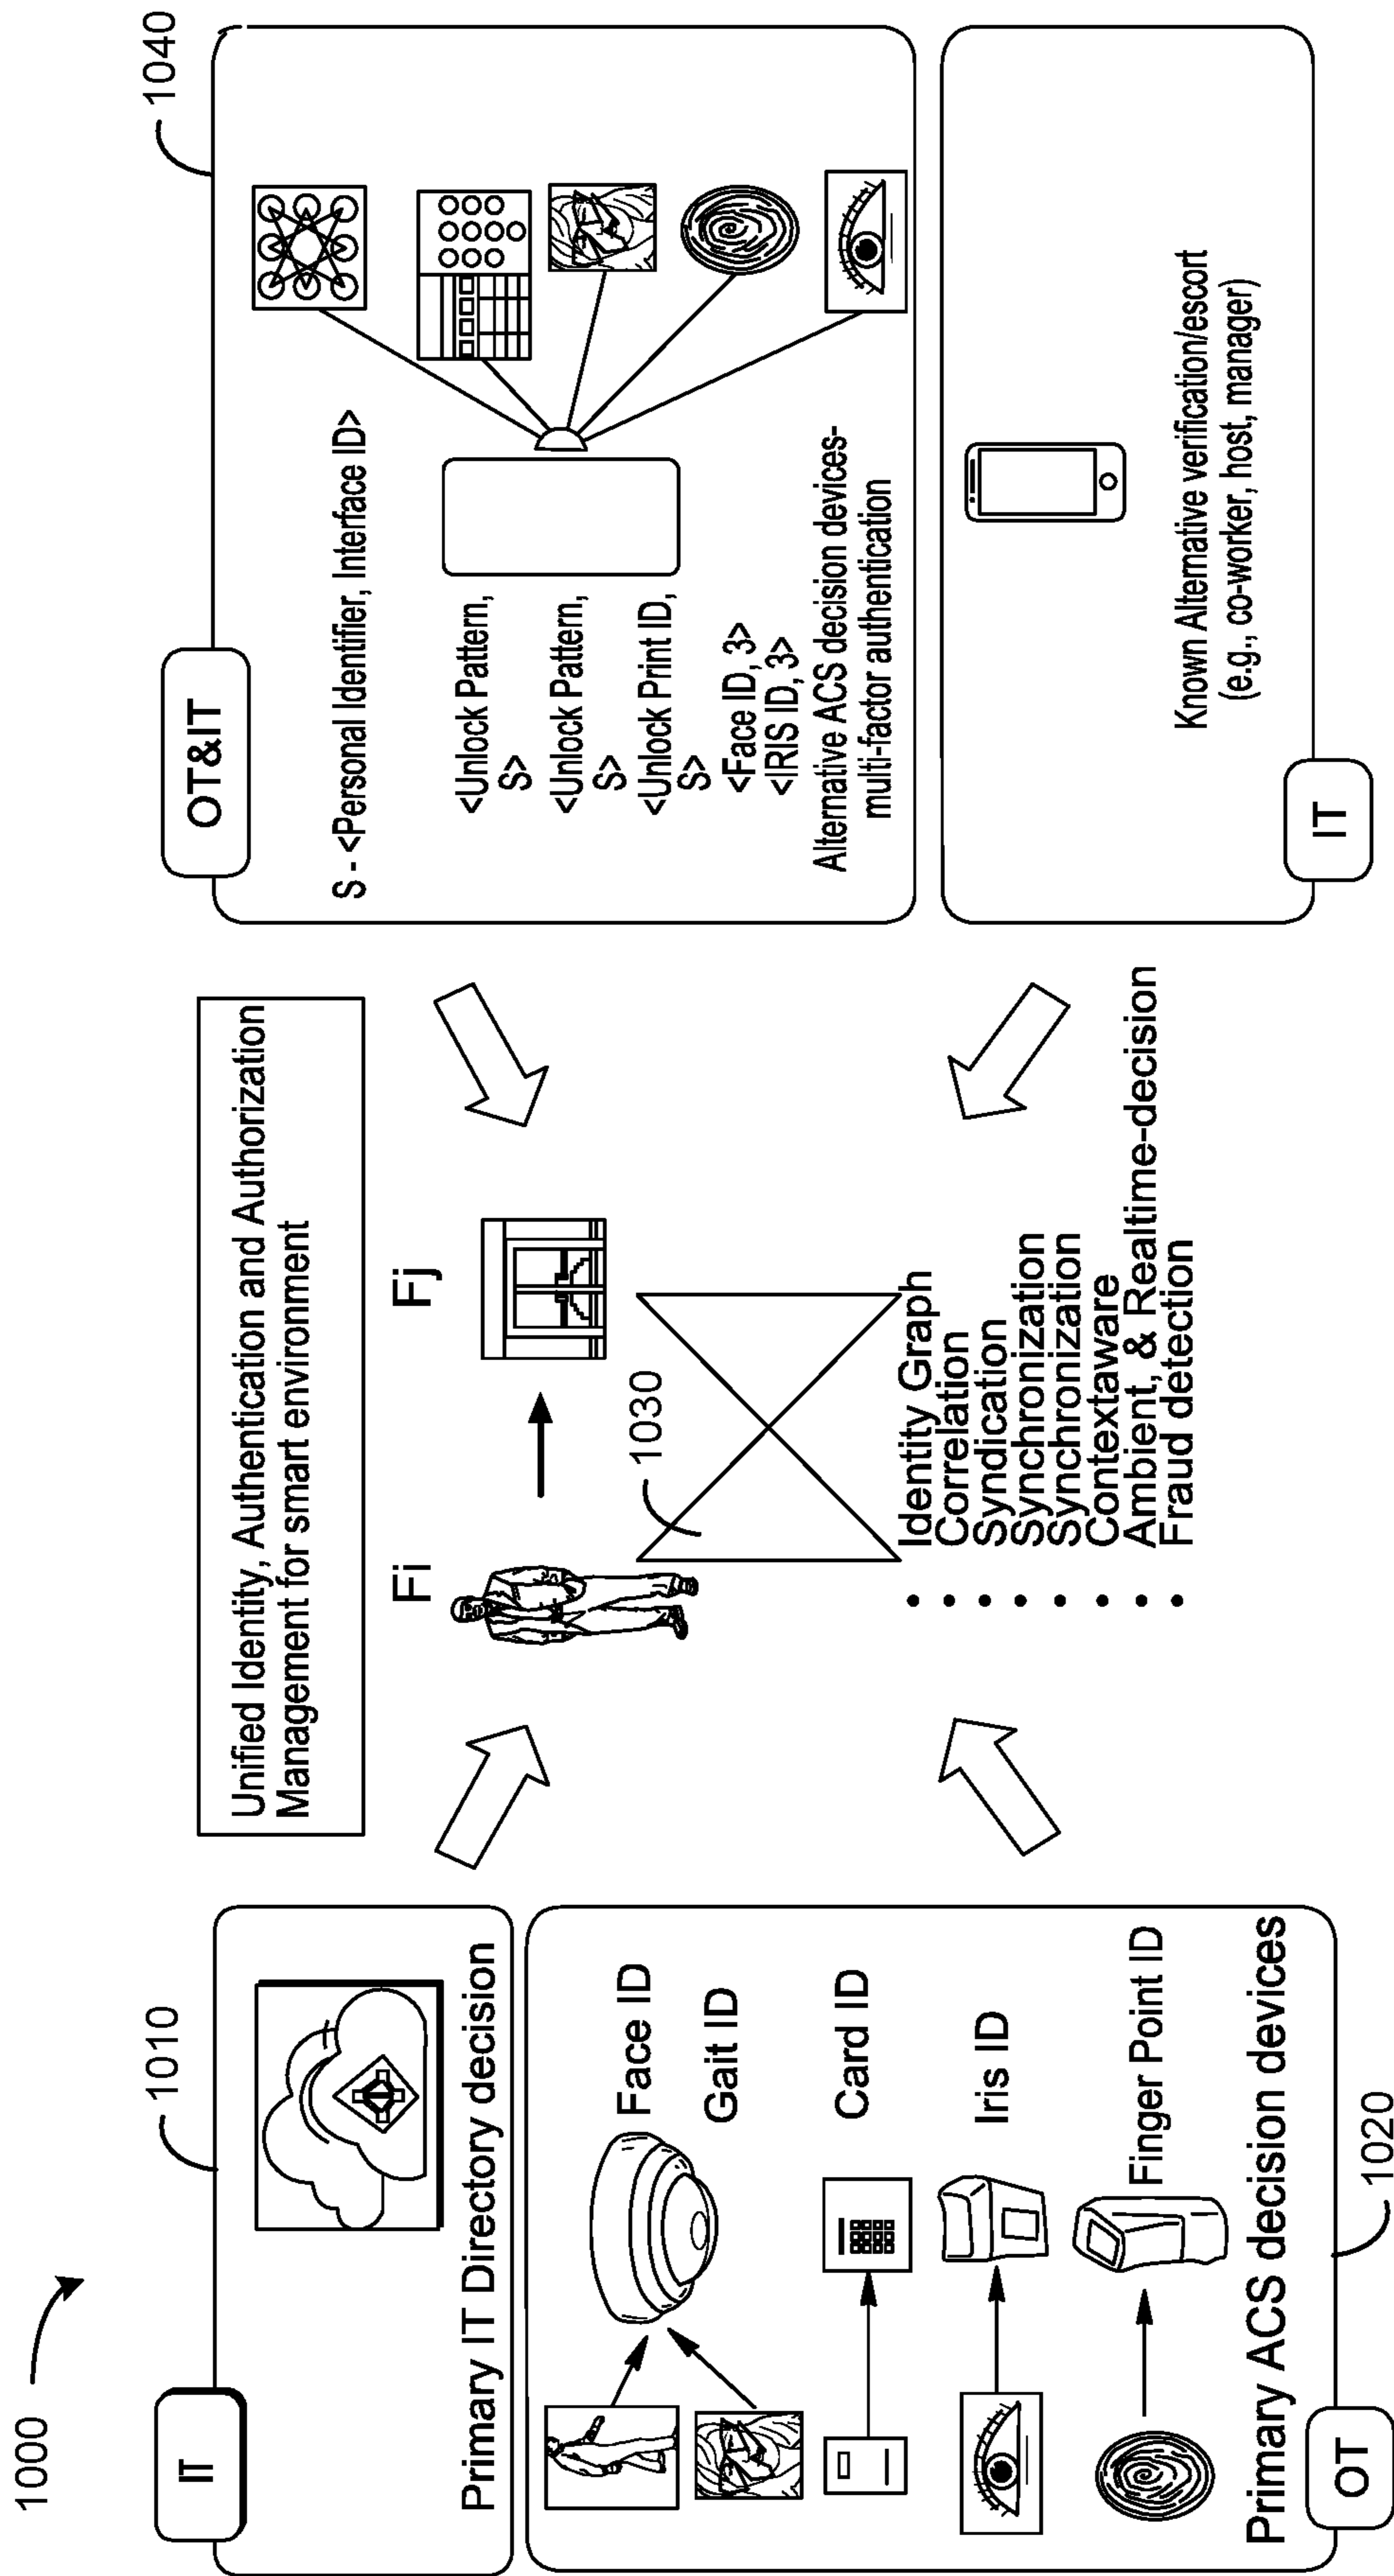 1000
IT
1010
Primary IT Directory decision
Face ID
Gait ID
Card ID
Iris ID
Finger Point ID
Primary ACS decision devices
OT
1020
Unified Identity, Authentication and Authorization
Management for smart environment
Fi
Fj
1030
• Identity Graph
• Correlation
• Syndication
• Synchronization
• Synchronization
• Contextaware
• Ambient, & Realtime-decision
• Fraud detection
OT&IT
1040
S - <Personal Identifier, Interface ID>
<Unlock Pattern,
S>
<Unlock Pattern,
S>
<Unlock Print ID,
S>
<Face ID, 3>
<IRIS ID, 3>
Alternative ACS decision devices-
multi-factor authentication
Known Alternative verification/escort
(e.g., co-worker, host, manager)
IT